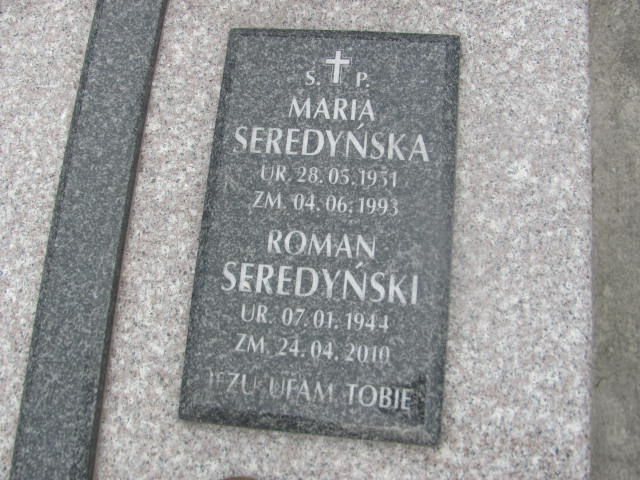 S. P.
MARIA
SEREDYŃSKA
UR. 28.05.1951
ZM. 04.06.1993
ROMAN
SEREDYŃSKI
UR. 07.01.1944
ZM. 24.04.2010
JEZU UFAM TOBIE